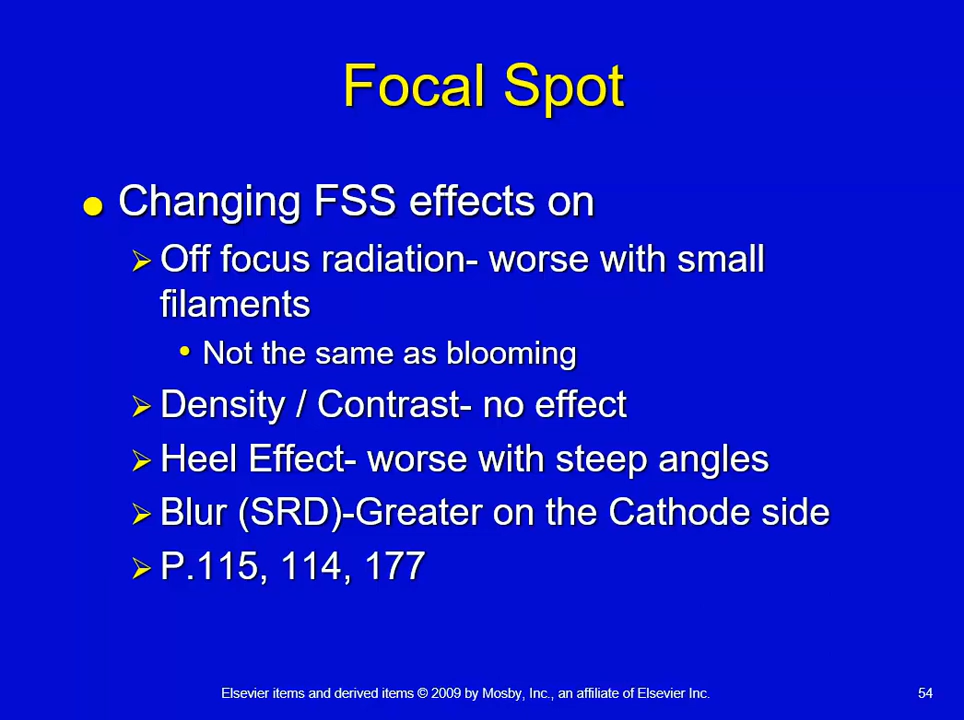 Focal Spot
Changing FSS effects on
Off focus radiation- worse with small
filaments
Not the same as blooming
Density / Contrast- no effect
Heel Effect- worse with steep angles
Blur (SRD)-Greater on the Cathode side
P.115, 114, 177
Elsevier items and derived items © 2009 by Mosby, Inc., an affiliate of Elsevier Inc.
54